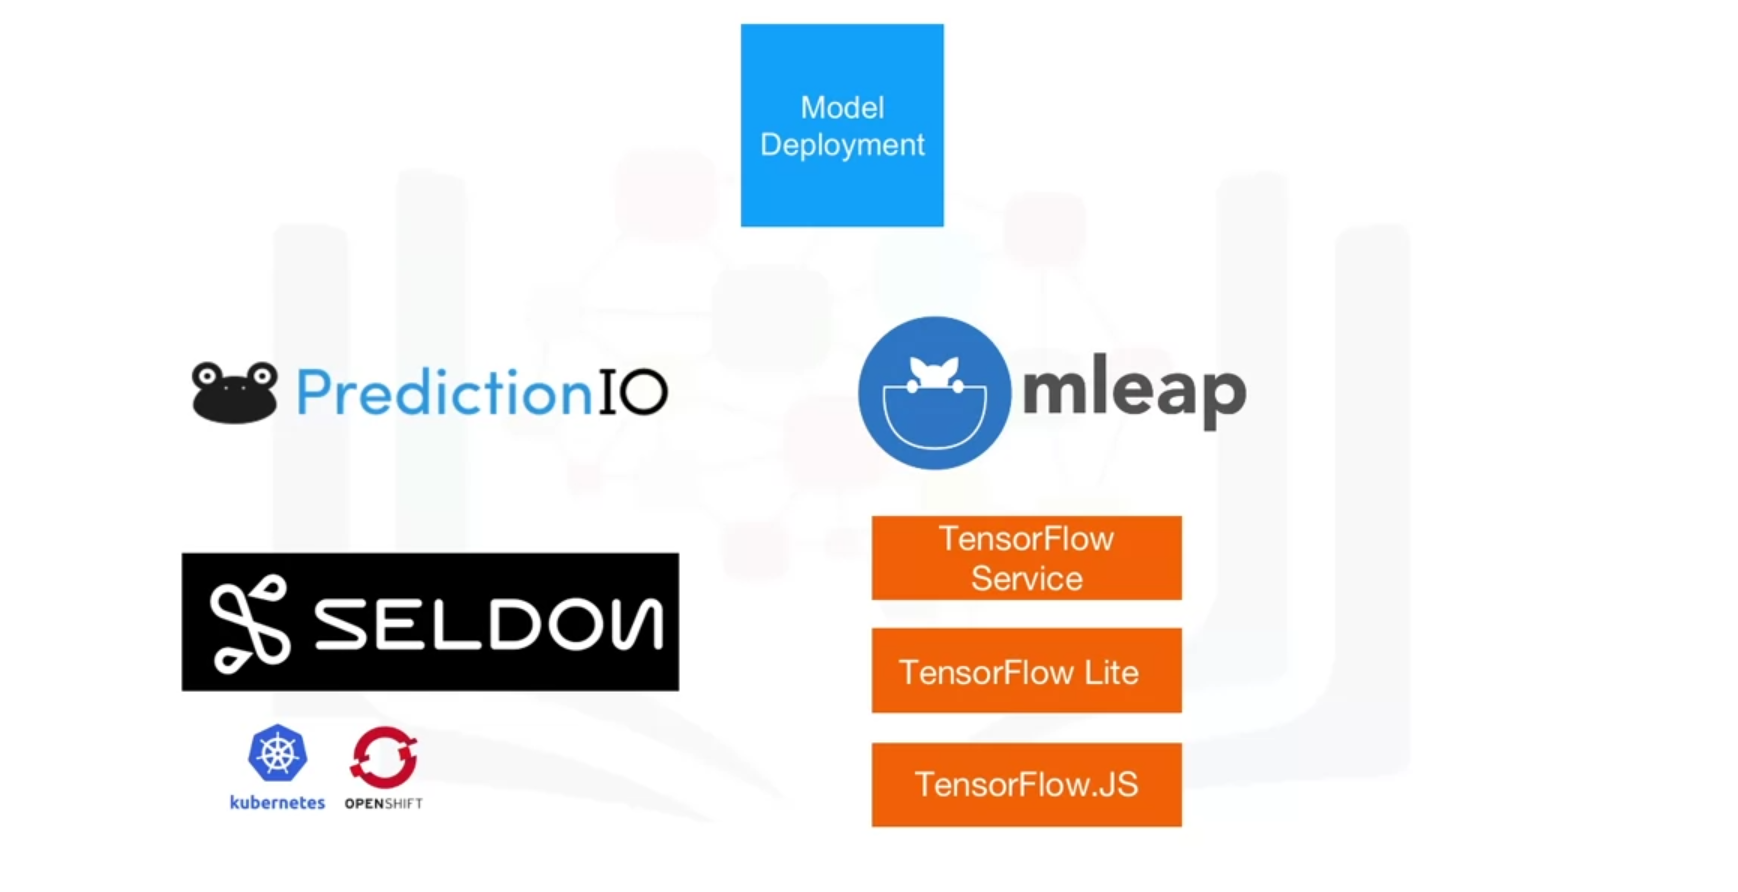 Model
Deployment
PredictionIO
mleap
TensorFlow
Service
SELDON
TensorFlow Lite
TensorFlow.JS
kubernetes
OPENSHIFT